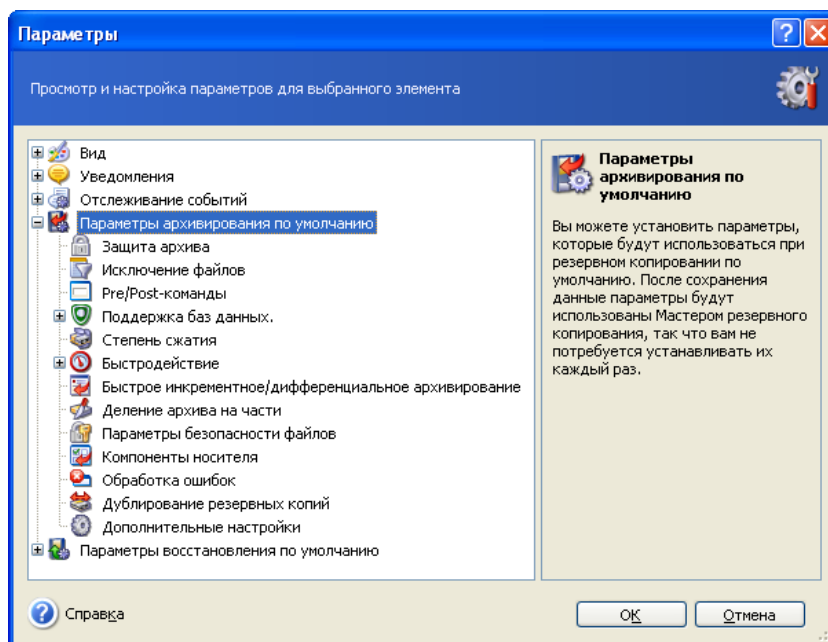 Параметры
Просмотр и настройка параметров для выбранного элемента
Вид
Уведомления
Отслеживание событий
Параметры архивирования по умолчанию
Защита архива
Исключение файлов
Pre/Post-команды
Поддержка баз данных.
Степень сжатия
Быстродействие
Быстрое инкрементное/дифференциальное архивирование
Деление архива на части
Параметры безопасности файлов
Компоненты носителя
Обработка ошибок
Дублирование резервных копий
Дополнительные настройки
Параметры восстановления по умолчанию
Параметры
архивирования по
умолчанию
Вы можете установить параметры,
которые будут использоваться при
резервном копировании по
умолчанию. После сохранения
данные параметры будут
использованы Мастером резервного
копирования, так что вам не
потребуется устанавливать их
каждый раз.
Справка
ОК
Отмена